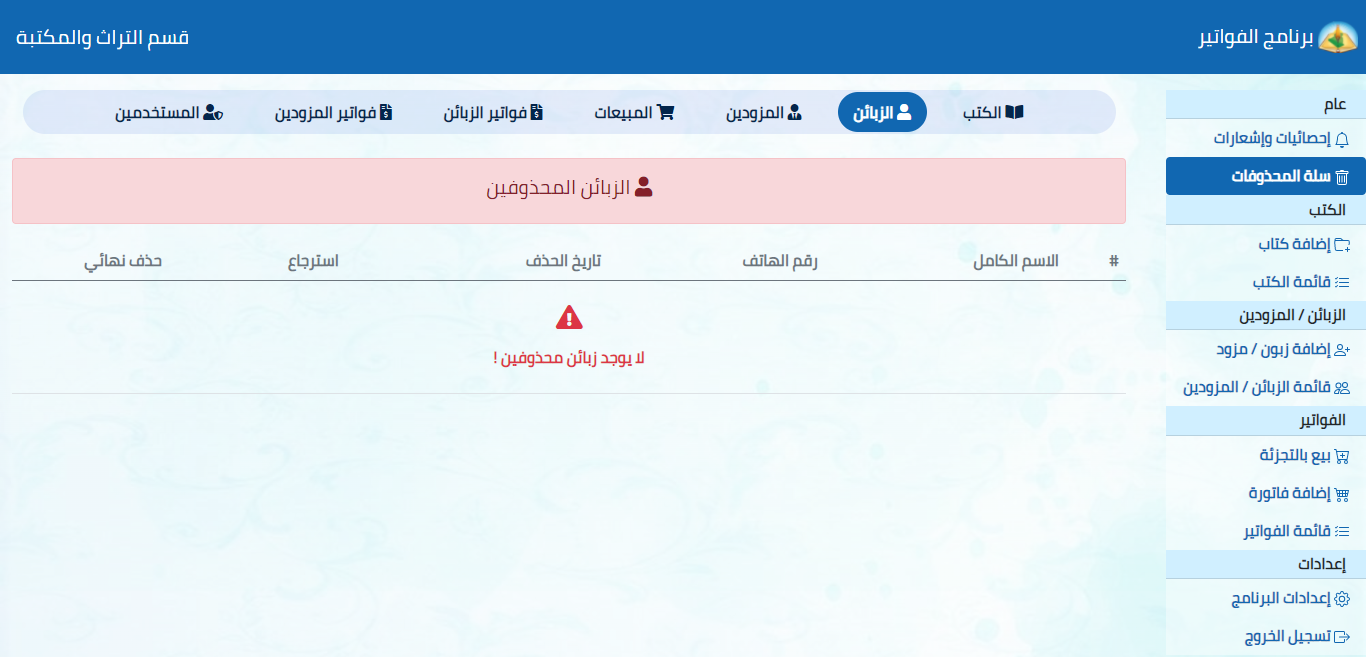 برنامج الفواتير
قسم التراث والمكتبة
عام
إحصائيات وإشعارات
سلة المحذوفات
الكتب
إضافة كتاب
قائمة الكتب
الزبائن / المزودين
إضافة زبون / مزود
قائمة الزبائن / المزودين
الفواتير
بيع بالتجزئة
إضافة فاتورة
قائمة الفواتير
إعدادات
إعدادات البرنامج
تسجيل الخروج
الكتب الزبائن المزودين المبيعات فواتير الزبائن فواتير المزودين المستخدمين
الزبائن المحذوفين
# الاسم الكامل رقم الهاتف تاريخ الحذف استرجاع حذف نهائي
لا يوجد زبائن محذوفين !